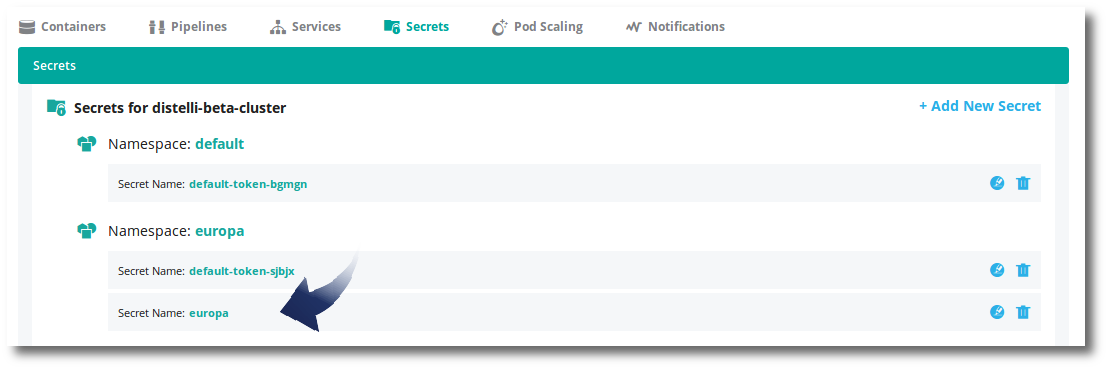 Containers Pipelines Services Secrets Pod Scaling Notifications
Secrets
Secrets for distelli-beta-cluster + Add New Secret
Namespace: default
Secret Name: default-token-bgmgn
Namespace: europa
Secret Name: default-token-sjbjx
Secret Name: europa